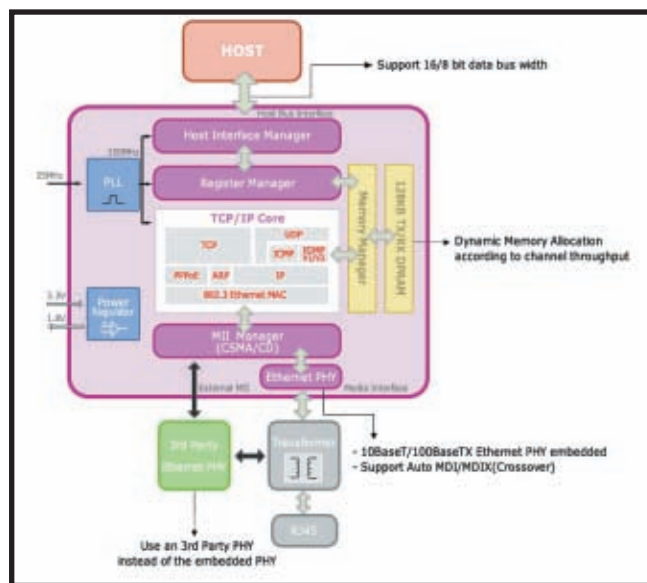 HOST
Support 16/8 bit data bus width
Host Bus Interface
Host Interface Manager
25MHz
PLL
Register Manager
TCP/IP Core
TCP
UDP
ICMP
PPPoE
ARP
IP
802.3 Ethernet MAC
Memory Manager
128KB TX/RX DPRAM
Dynamic Memory Allocation
according to channel throughput
3.3V
1.8V
Power
Regulator
MII Manager
(CSMA/CD)
Ethernet PHY
External MII
Media Interface
3rd Party
Ethernet PHY
Transformer
- 10BaseT/100BaseTX Ethernet PHY embedded
- Support Auto MDI/MDIX(Crossover)
RJ45
Use an 3rd Party PHY
instead of the embedded PHY